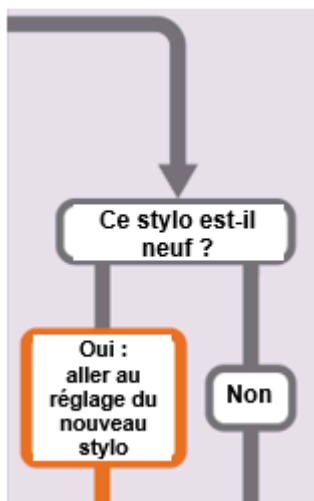 Ce stylo est-il
neuf ?
Oui :
aller au
réglage du
nouveau
stylo
Non